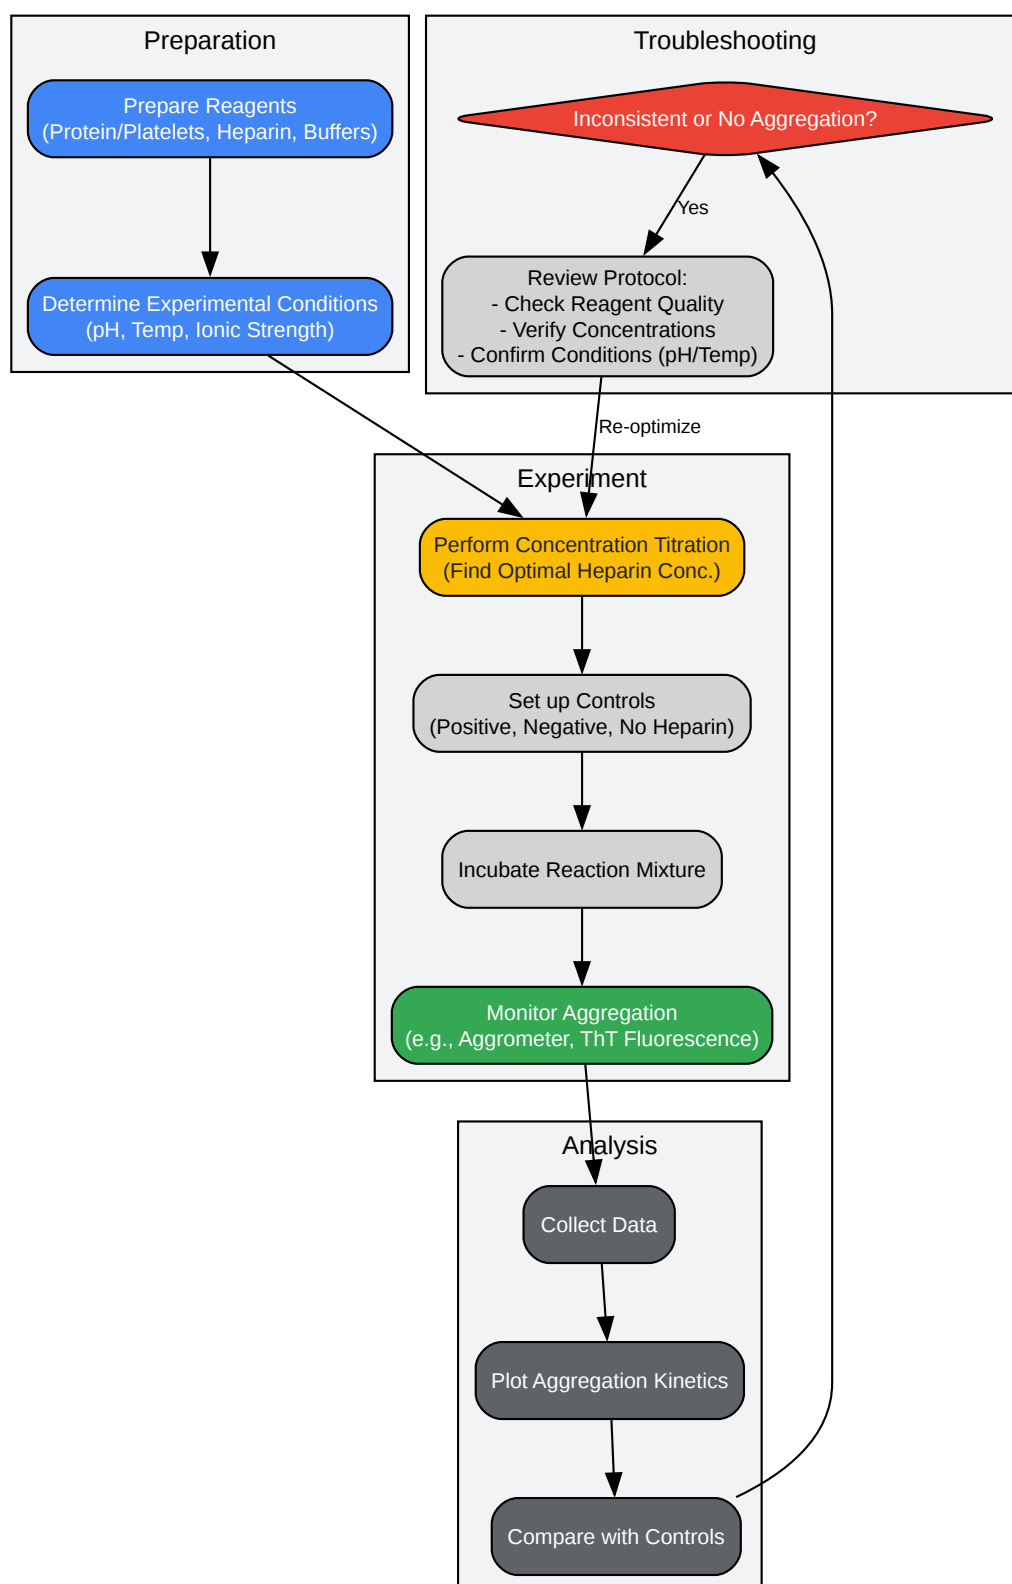 Preparation
Prepare Reagents
(Protein/Platelets, Heparin, Buffers)
Determine Experimental Conditions
(pH, Temp, Ionic Strength)
Troubleshooting
Inconsistent or No Aggregation?
Yes
Review Protocol:
- Check Reagent Quality
- Verify Concentrations
- Confirm Conditions (pH/Temp)
Re-optimize
Experiment
Perform Concentration Titration
(Find Optimal Heparin Conc.)
Set up Controls
(Positive, Negative, No Heparin)
Incubate Reaction Mixture
Monitor Aggregation
(e.g., Aggrometer, ThT Fluorescence)
Analysis
Collect Data
Plot Aggregation Kinetics
Compare with Controls